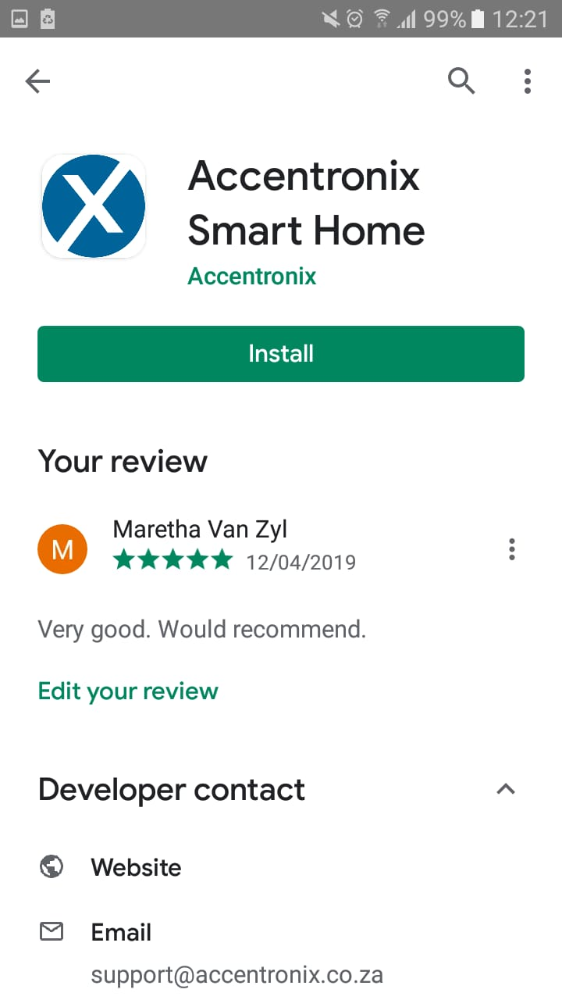 99% 12:21
Accentronix
Smart Home
Accentronix
Install
Your review
M
Maretha Van Zyl
12/04/2019
Very good. Would recommend.
Edit your review
Developer contact
Website
Email
support@accentronix.co.za